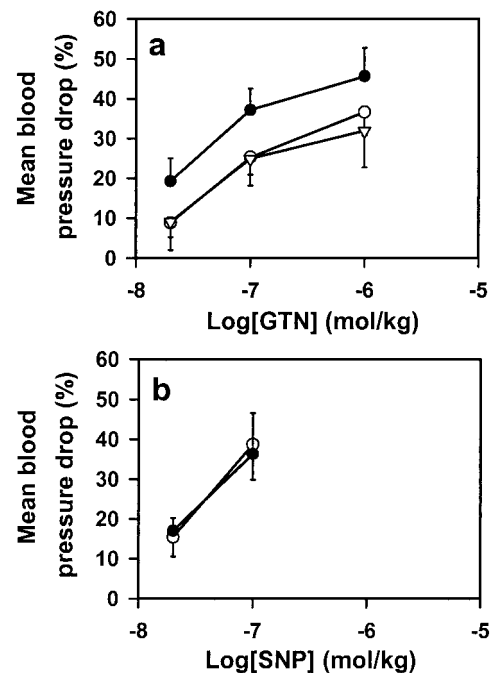 a
Mean blood
pressure drop (%)
60
50
40
30
20
10
0
-8 -7 -6 -5
Log[GTN] (mol/kg)
b
Mean blood
pressure drop (%)
60
50
40
30
20
10
0
-8 -7 -6 -5
Log[SNP] (mol/kg)